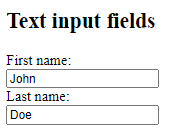 Text input fields
First name:
John
Last name:
Doe